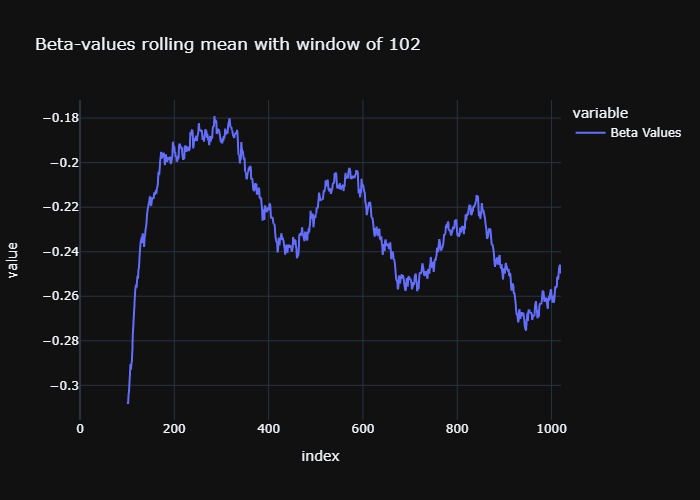 Beta-values rolling mean with window of 102
variable
Beta Values
−0.18
−0.2
−0.22
−0.24
−0.26
−0.28
−0.3
value
0 200 400 600 800 1000
index